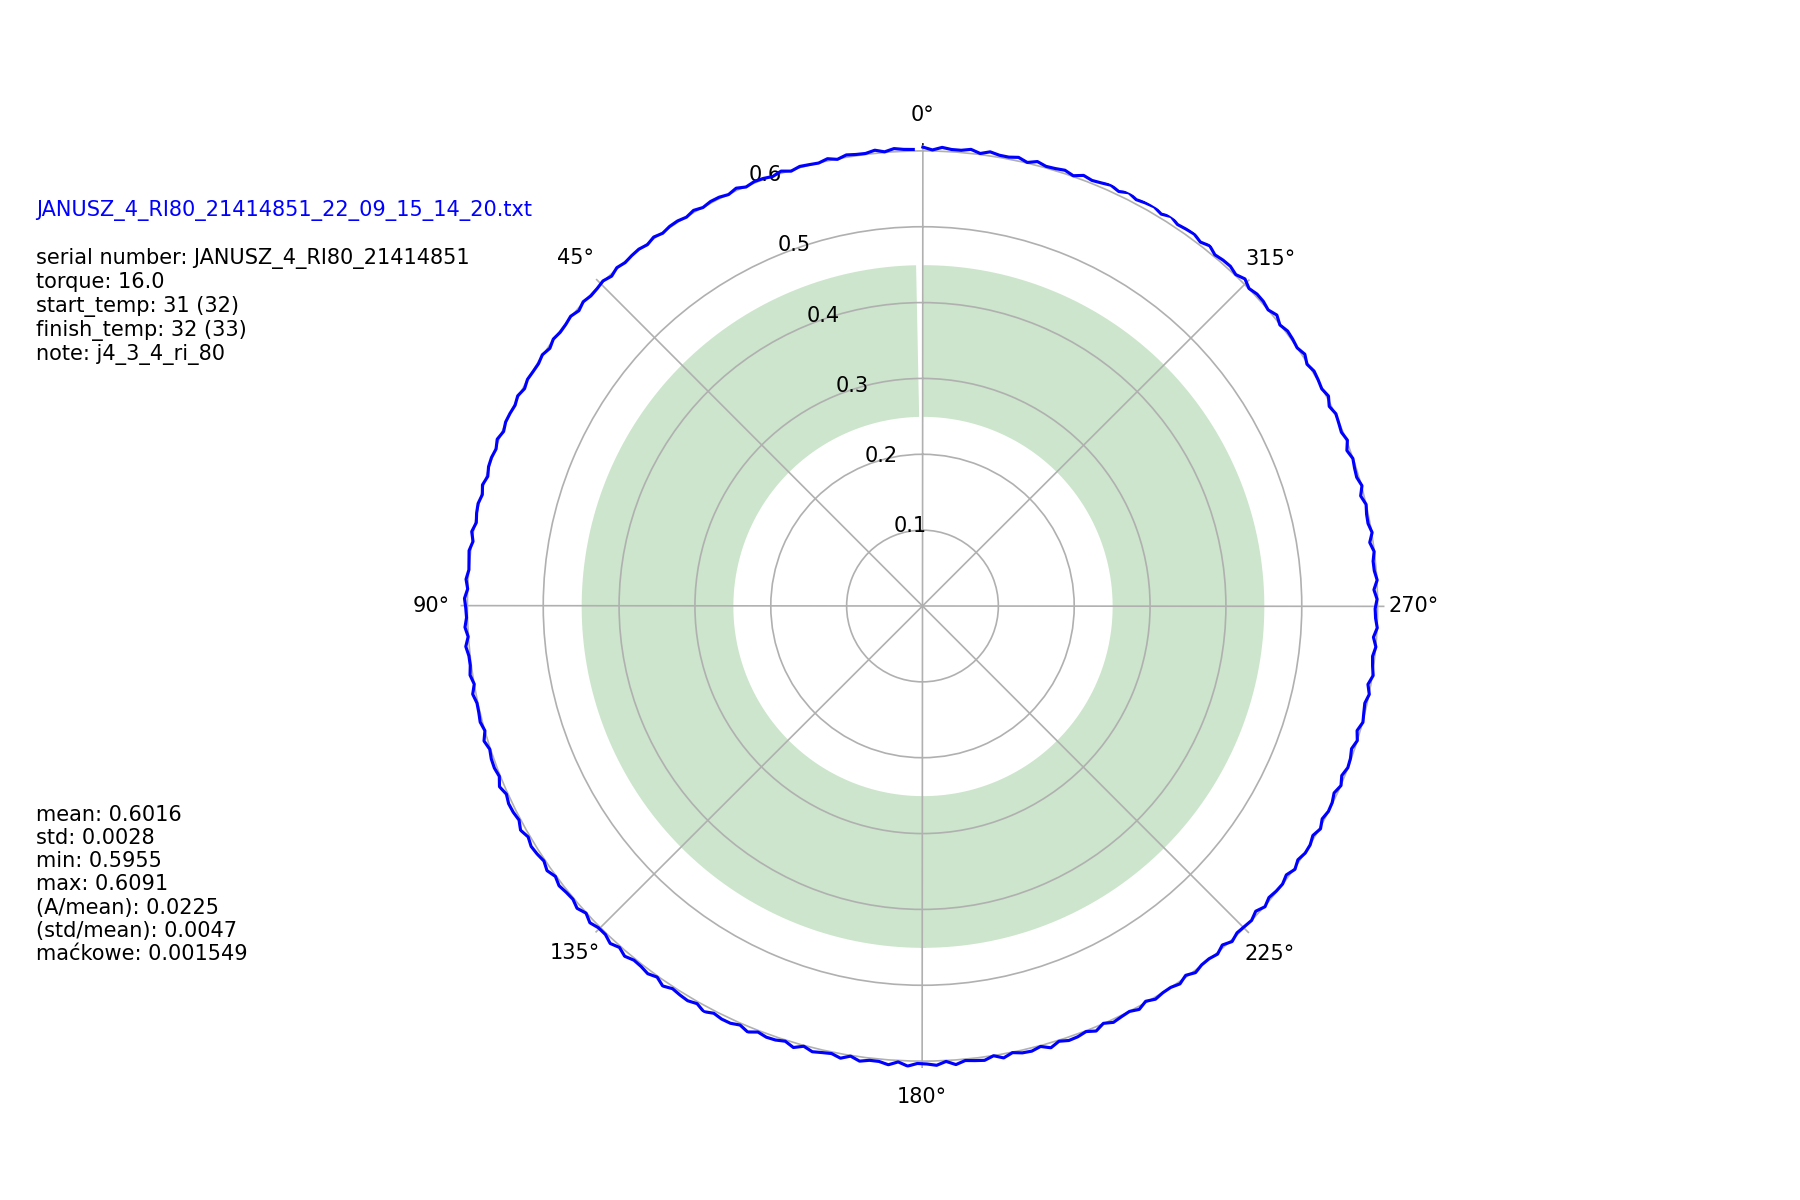 0°
0.6
JANUSZ_4_RI80_21414851_22_09_15_14_20.txt
0.5
45°
315°
serial number: JANUSZ_4_RI80_21414851
torque: 16.0
start_temp: 31 (32)
finish_temp: 32 (33)
note: j4_3_4_ri_80
0.4
0.3
0.2
0.1
90°
270°
mean: 0.6016
std: 0.0028
min: 0.5955
max: 0.6091
(A/mean): 0.0225
(std/mean): 0.0047
maćkowe: 0.001549
135°
225°
180°